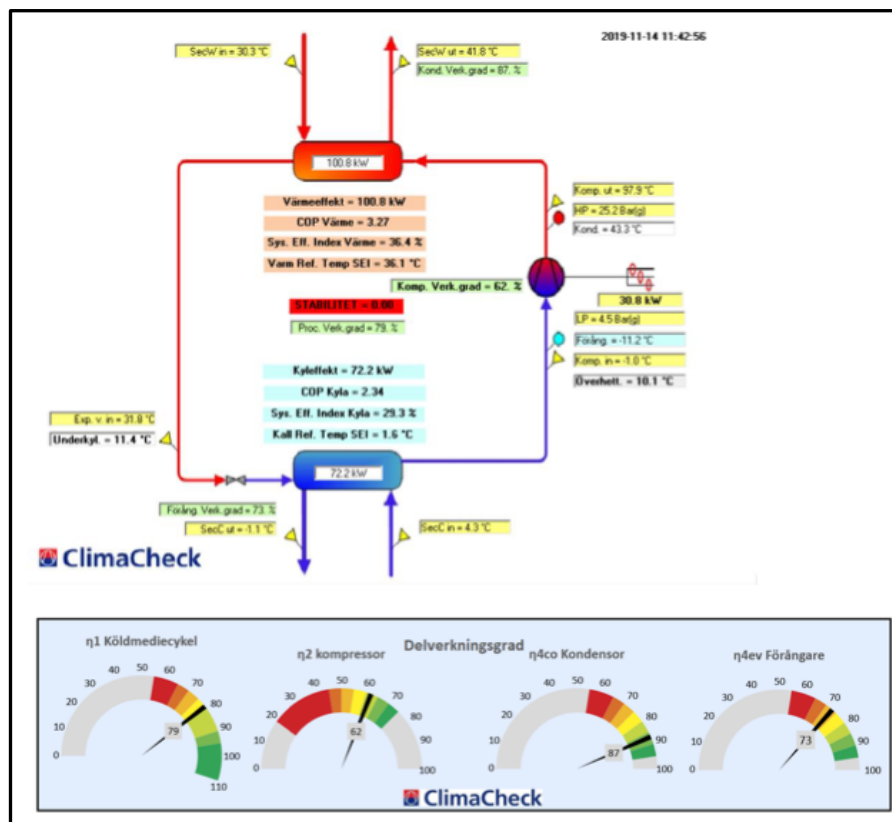 2019-11-14 11:42:56
SecW in = 30.3 °C
SecW ut = 41.8 °C
Kond. Verk.grad = 87. %
100.8 kW
Värmeeffekt = 100.8 kW
COP Värme = 3.27
Sys. Eff. Index Värme = 36.4 %
Varm Ref. Temp SEI = 36.1 °C
Komp. ut = 97.9 °C
HP = 25.2 Bar(g)
Kond. = 43.3 °C
Komp. Verk.grad = 62. %
30.8 kW
STABILITET = 0.00
Proc. Verk.grad = 79. %
LP = 4.5 Bar(g)
Förång. = -11.2 °C
Komp. in = -1.0 °C
Överhett. = 10.1 °C
Kyleffekt = 72.2 kW
COP Kyla = 2.34
Sys. Eff. Index Kyla = 29.3 %
Kall Ref. Temp SEI = 1.6 °C
Exp. v. in = 31.8 °C
Underkyl. = 11.4 °C
72.2 kW
Förång. Verk.grad = 73. %
SecC ut = -1.1 °C
SecC in = 4.3 °C
ClimaCheck
Delverkningsgrad
η1 Köldmediecykel
0 10 20 30 40 50 60 70 80 90 100 110
79
η2 kompressor
0 10 20 30 40 50 60 70 80 90 100
62
η4co Kondensor
0 10 20 30 40 50 60 70 80 90 100
87
η4ev Förångare
0 10 20 30 40 50 60 70 80 90 100
73
ClimaCheck